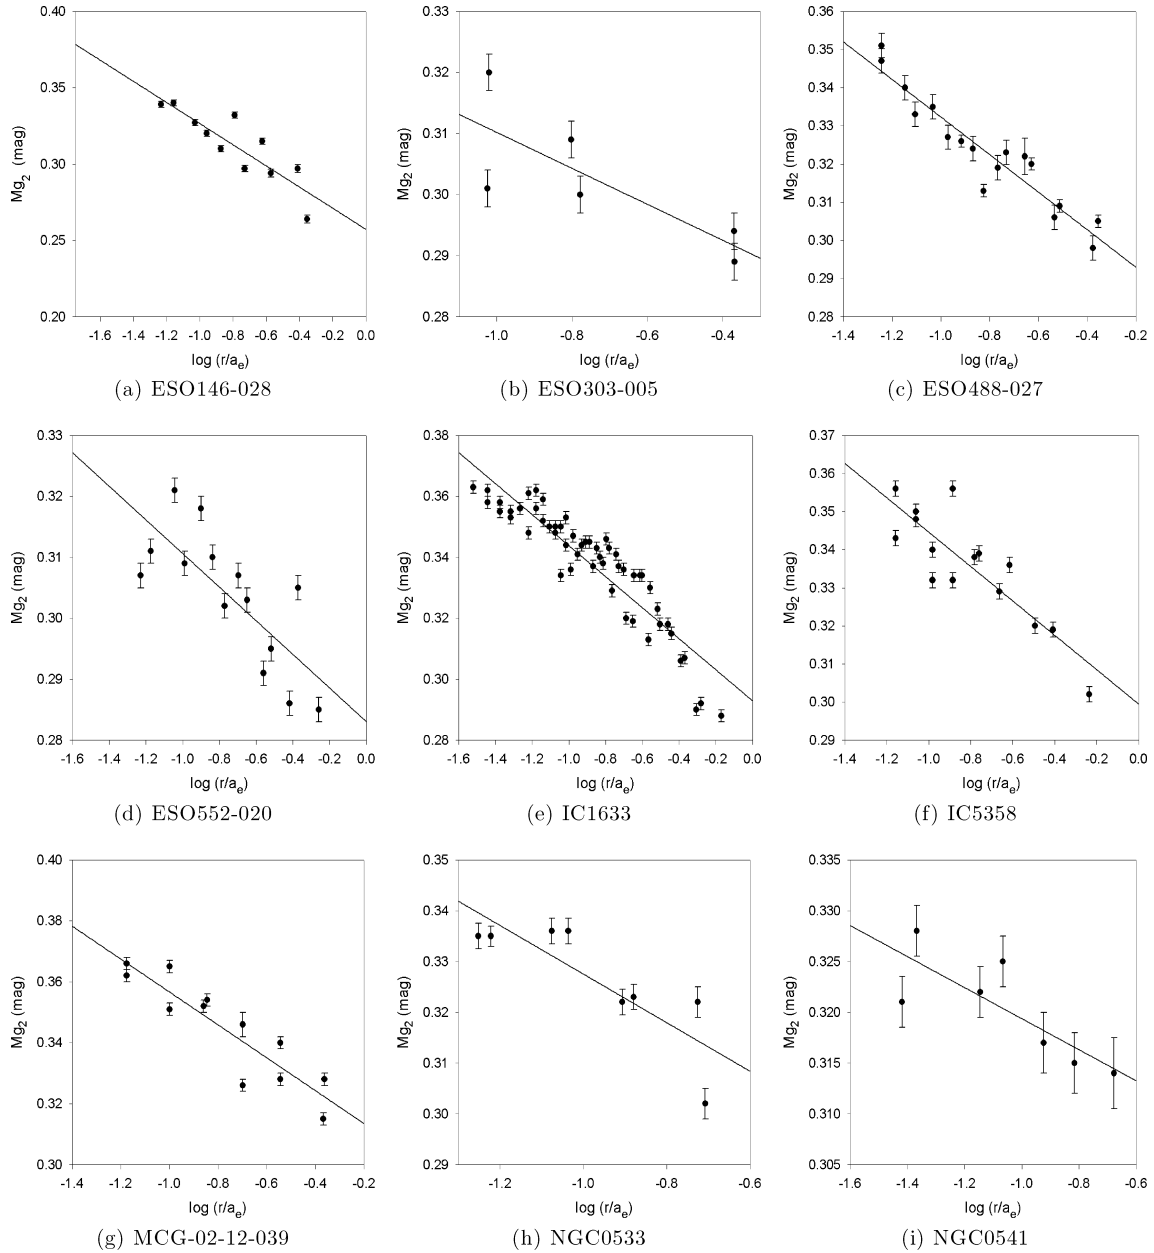 0.40
0.35
0.30
0.25
0.20
Mg2 (mag)
-1.6 -1.4 -1.2 -1.0 -0.8 -0.6 -0.4 -0.2 0.0
log (r/ae)
(a) ESO146-028
0.33
0.32
0.31
0.30
0.29
0.28
Mg2 (mag)
-1.0 -0.8 -0.6 -0.4
log (r/ae)
(b) ESO303-005
0.36
0.35
0.34
0.33
0.32
0.31
0.30
0.29
0.28
Mg2 (mag)
-1.4 -1.2 -1.0 -0.8 -0.6 -0.4 -0.2
log (r/ae)
(c) ESO488-027
0.33
0.32
0.31
0.30
0.29
0.28
Mg2 (mag)
-1.6 -1.4 -1.2 -1.0 -0.8 -0.6 -0.4 -0.2 0.0
log (r/ae)
(d) ESO552-020
0.38
0.36
0.34
0.32
0.30
0.28
Mg2 (mag)
-1.6 -1.4 -1.2 -1.0 -0.8 -0.6 -0.4 -0.2 0.0
log (r/ae)
(e) IC1633
0.37
0.36
0.35
0.34
0.33
0.32
0.31
0.30
0.29
Mg2 (mag)
-1.4 -1.2 -1.0 -0.8 -0.6 -0.4 -0.2 0.0
log (r/ae)
(f) IC5358
0.40
0.38
0.36
0.34
0.32
0.30
Mg2 (mag)
-1.4 -1.2 -1.0 -0.8 -0.6 -0.4 -0.2
log (r/ae)
(g) MCG-02-12-039
0.35
0.34
0.33
0.32
0.31
0.30
0.29
Mg2 (mag)
-1.2 -1.0 -0.8 -0.6
log (r/ae)
(h) NGC0533
0.335
0.330
0.325
0.320
0.315
0.310
0.305
Mg2 (mag)
-1.6 -1.4 -1.2 -1.0 -0.8 -0.6
log (r/ae)
(i) NGC0541